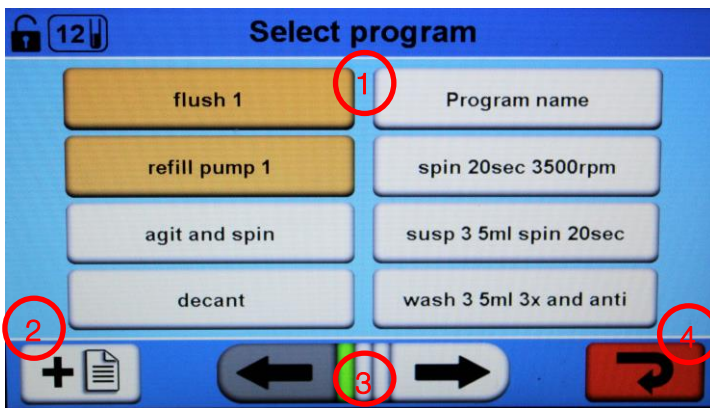 12
Select program
1
flush 1
Program name
refill pump 1
spin 20sec 3500rpm
agit and spin
susp 3 5ml spin 20sec
decant
wash 3 5ml 3x and anti
2
3
4